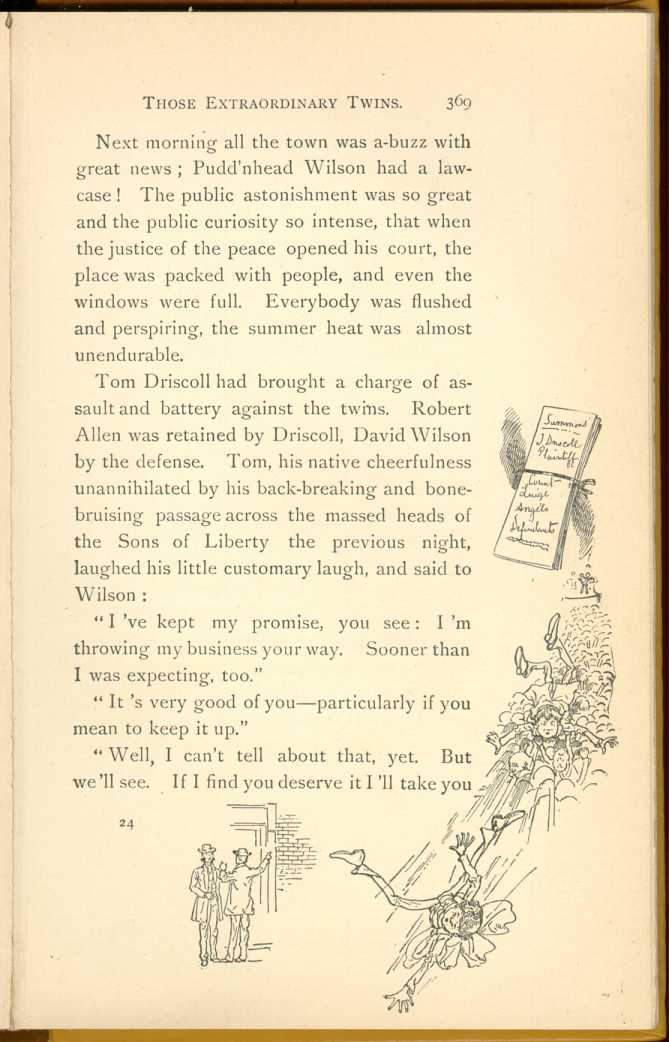 THOSE EXTRAORDINARY TWINS. 369
Next morning all the town was a-buzz with
great news ; Pudd'nhead Wilson had a law-
case ! The public astonishment was so great
and the public curiosity so intense, that when
the justice of the peace opened his court, the
place was packed with people, and even the
windows were full. Everybody was flushed
and perspiring, the summer heat was almost
unendurable.
Tom Driscoll had brought a charge of as-
sault and battery against the twins. Robert
Allen was retained by Driscoll, David Wilson
by the defense. Tom, his native cheerfulness
unannihilated by his back-breaking and bone-
bruising passage across the massed heads of
the Sons of Liberty the previous night,
laughed his little customary laugh, and said to
Wilson :
“ I 've kept my promise, you see : I 'm
throwing my business your way. Sooner than
I was expecting, too.”
“ It 's very good of you—particularly if you
mean to keep it up.”
“ Well, I can't tell about that, yet. But
we 'll see. If I find you deserve it I 'll take you
24
Summons
T Driscoll
Plaintiff
Count
Luigi
Angelo
Defendants